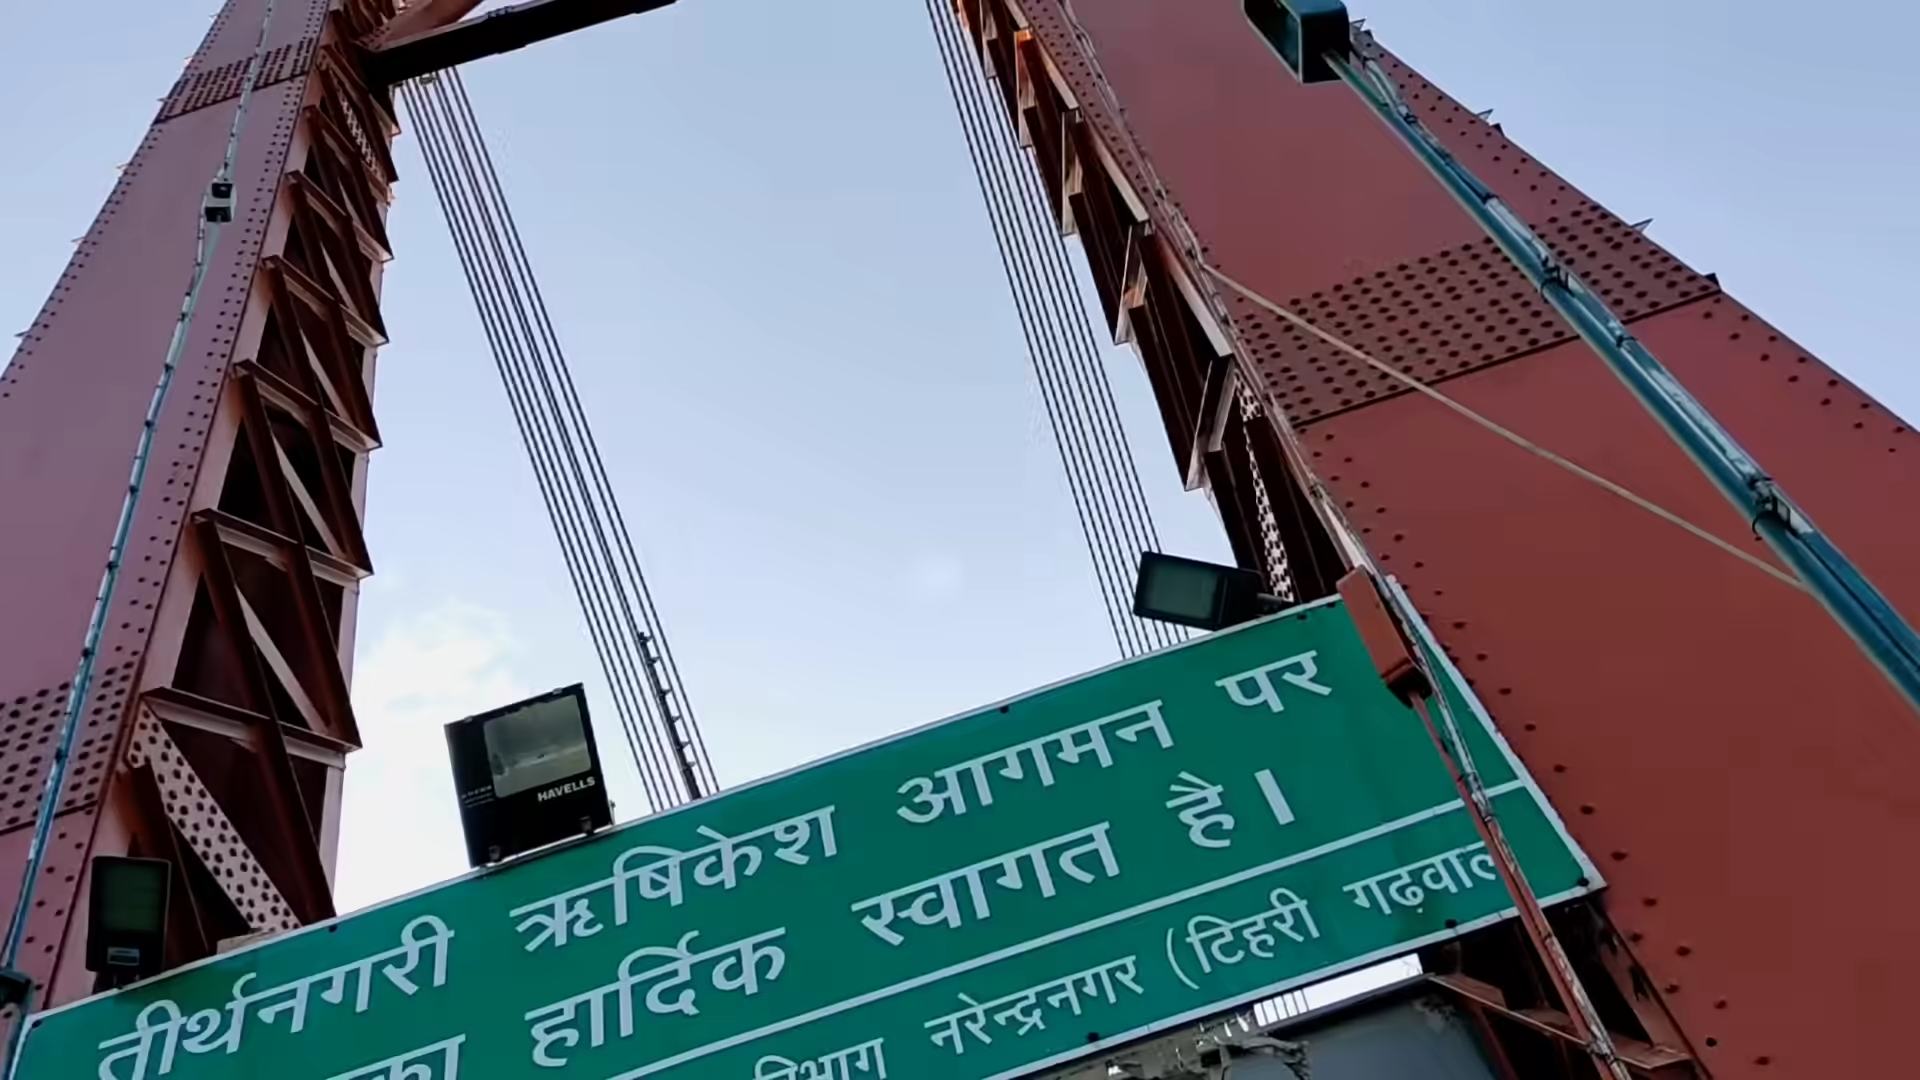 HAVELLS
तीर्थनगरी ऋषिकेश आगमन पर
का हार्दिक स्वागत है।
विभाग नरेन्द्रनगर (टिहरी गढ़वाल